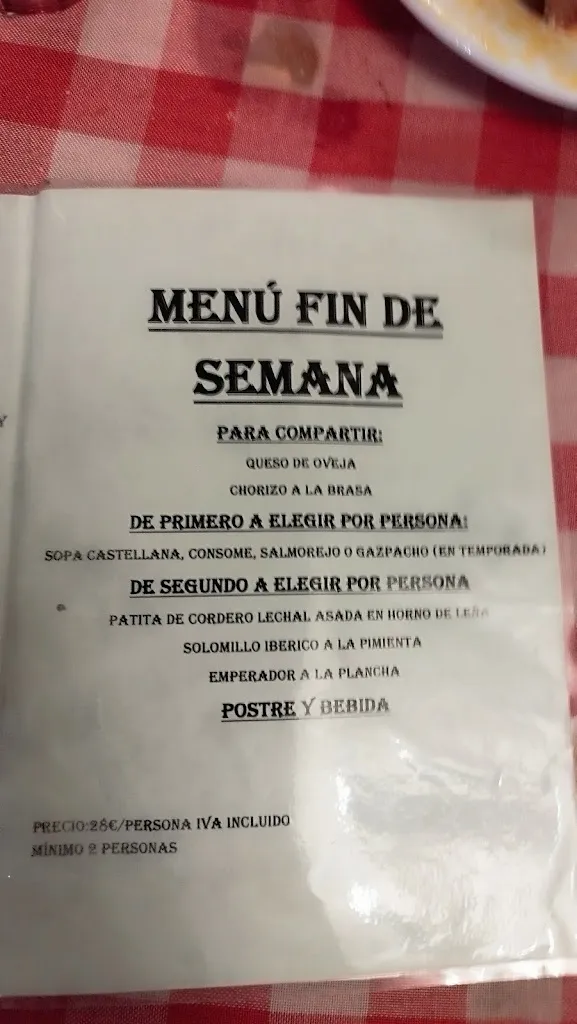 MENÚ FIN DE
SEMANA
PARA COMPARTIR:
QUESO DE OVEJA
CHORIZO A LA BRASA
DE PRIMERO A ELEGIR POR PERSONA:
SOPA CASTELLANA, CONSOME, SALMOREJO O GAZPACHO (EN TEMPORADA)
DE SEGUNDO A ELEGIR POR PERSONA
PATITA DE CORDERO LECHAL ASADA EN HORNO DE LEÑA
SOLOMILLO IBERICO A LA PIMIENTA
EMPERADOR A LA PLANCHA
POSTRE Y BEBIDA
PRECIO:28€/PERSONA IVA INCLUIDO
MÍNIMO 2 PERSONAS
Y